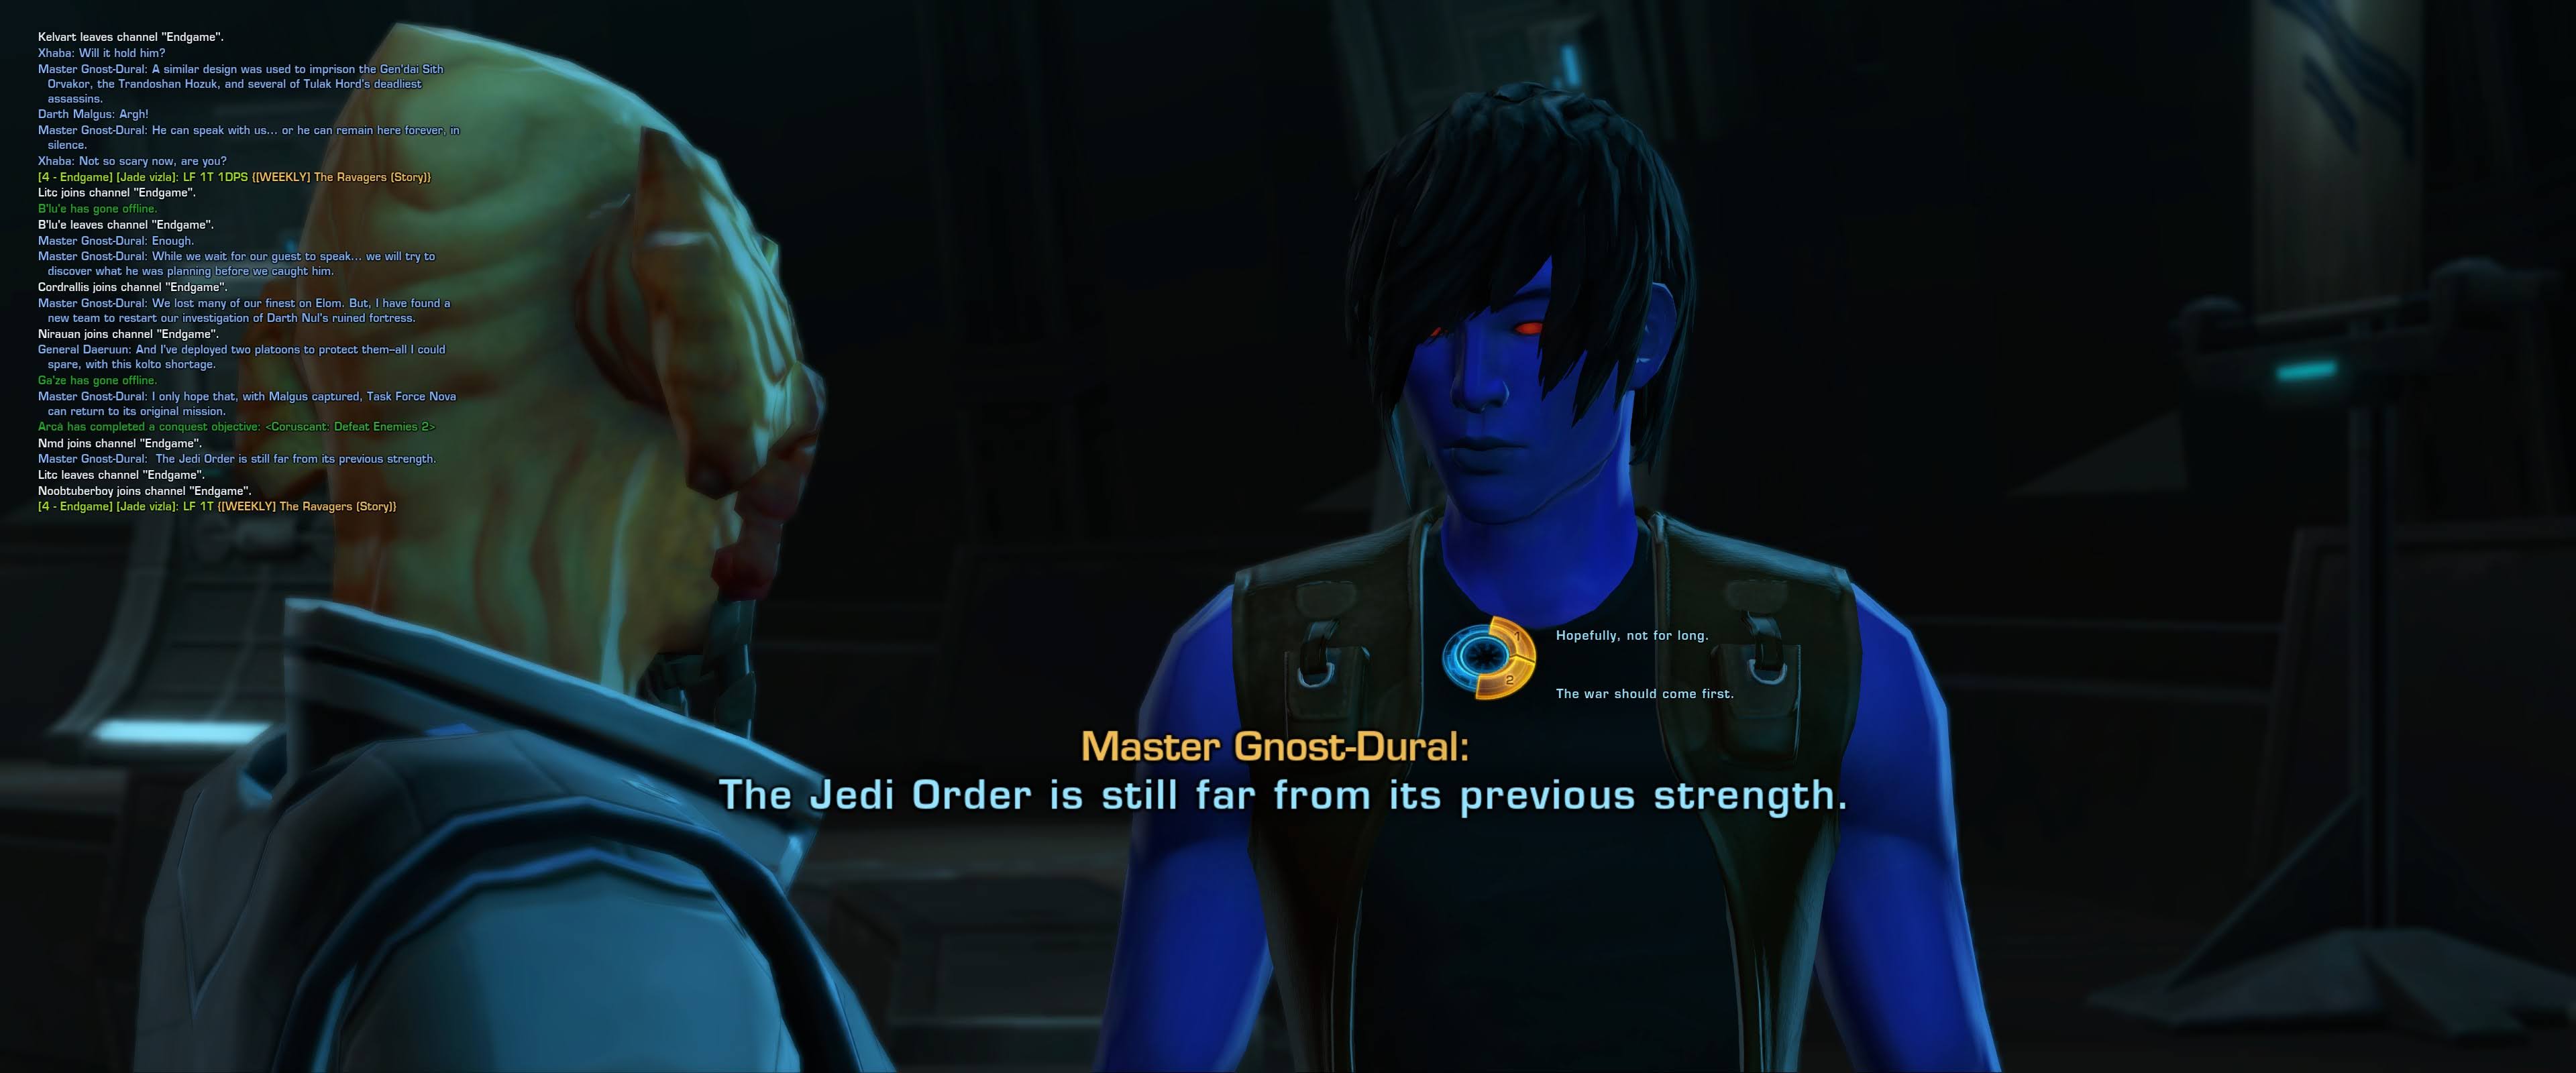 Kelvart leaves channel "Endgame".
Xhaba: Will it hold him?
Master Gnost-Dural: A similar design was used to imprison the Gen'dai Sith
Orvakor, the Trandoshan Hozuk, and several of Tulak Hord's deadliest
assassins.
Darth Malgus: Argh!
Master Gnost-Dural: He can speak with us... or he can remain here forever, in
silence.
Xhaba: Not so scary now, are you?
[4 - Endgame] [Jade vizla]: LF 1T 1DPS {[WEEKLY] The Ravagers (Story)}
Litc joins channel "Endgame".
B'lu'e has gone offline.
B'lu'e leaves channel "Endgame".
Master Gnost-Dural: Enough.
Master Gnost-Dural: While we wait for our guest to speak... we will try to
discover what he was planning before we caught him.
Cordrallis joins channel "Endgame".
Master Gnost-Dural: We lost many of our finest on Elom. But, I have found a
new team to restart our investigation of Darth Nul's ruined fortress.
Nirauan joins channel "Endgame".
General Daeruun: And I've deployed two platoons to protect them–all I could
spare, with this kolto shortage.
Ga'ze has gone offline.
Master Gnost-Dural: I only hope that, with Malgus captured, Task Force Nova
can return to its original mission.
Arcá has completed a conquest objective: <Coruscant: Defeat Enemies 2>
Nmd joins channel "Endgame".
Master Gnost-Dural:  The Jedi Order is still far from its previous strength.
Litc leaves channel "Endgame".
Noobtuberboy joins channel "Endgame".
[4 - Endgame] [Jade vizla]: LF 1T {[WEEKLY] The Ravagers (Story)}
1 Hopefully, not for long.
2 The war should come first.
Master Gnost-Dural:
The Jedi Order is still far from its previous strength.